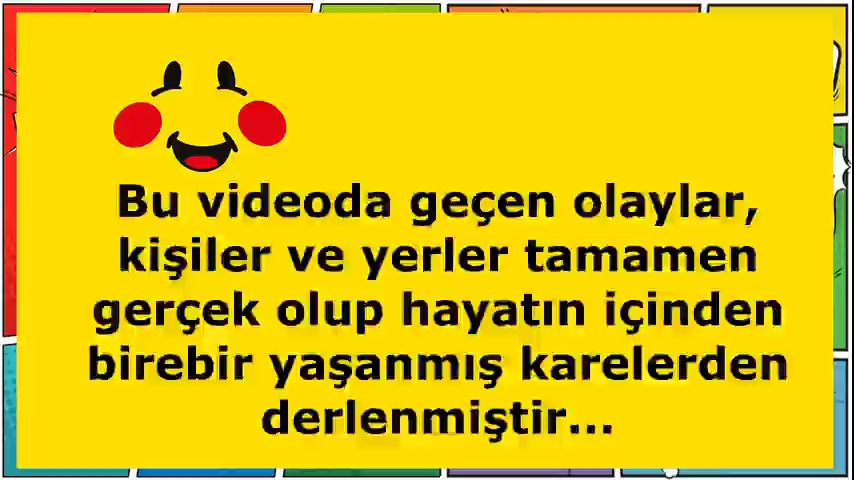 Bu videoda geçen olaylar,
kişiler ve yerler tamamen
gerçek olup hayatın içinden
birebir yaşanmış karelerden
derlenmiştir...